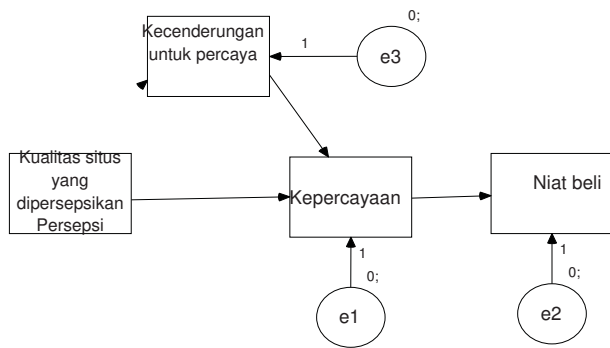 Kecenderungan
untuk percaya
1
0;
e3
Kualitas situs
yang
dipersepsikan
Persepsi
Kepercayaan
Niat beli
1
0;
e1
1
0;
e2